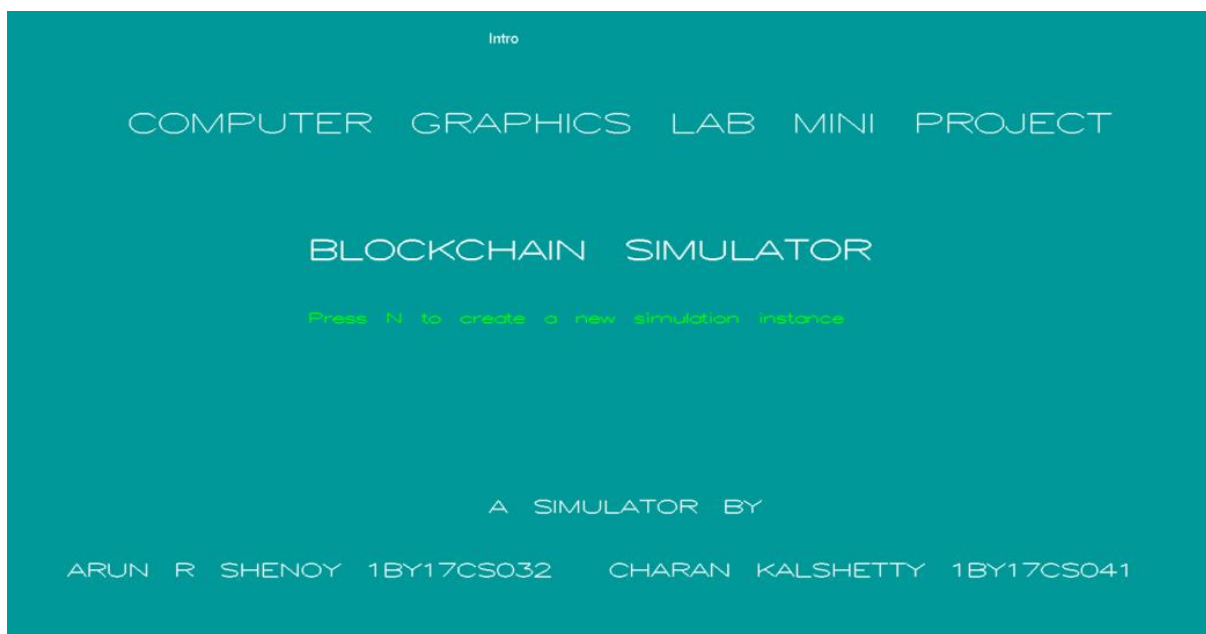 Intro
COMPUTER GRAPHICS LAB MINI PROJECT
BLOCKCHAIN SIMULATOR
Press N to create a new simulation instance
A SIMULATOR BY
ARUN R SHENOY 1BY17CS032 CHARAN KALSHETTY 1BY17CS041